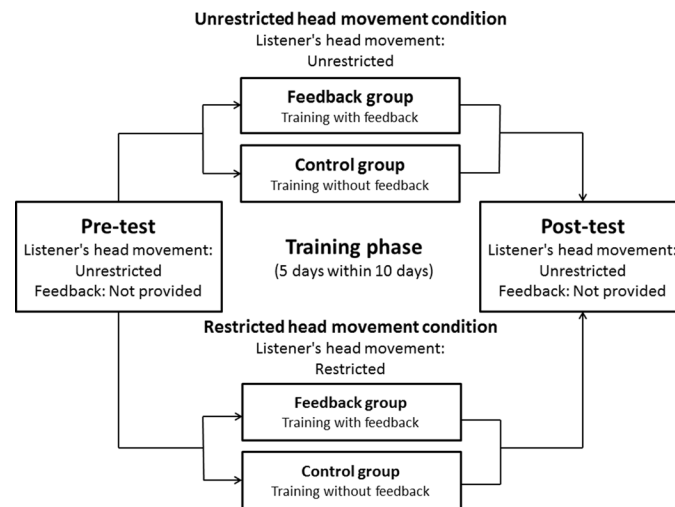 Unrestricted head movement condition
Listener's head movement:
Unrestricted
Feedback group
Training with feedback
Control group
Training without feedback
Pre-test
Listener's head movement:
Unrestricted
Feedback: Not provided
Training phase
(5 days within 10 days)
Post-test
Listener's head movement:
Unrestricted
Feedback: Not provided
Restricted head movement condition
Listener's head movement:
Restricted
Feedback group
Training with feedback
Control group
Training without feedback